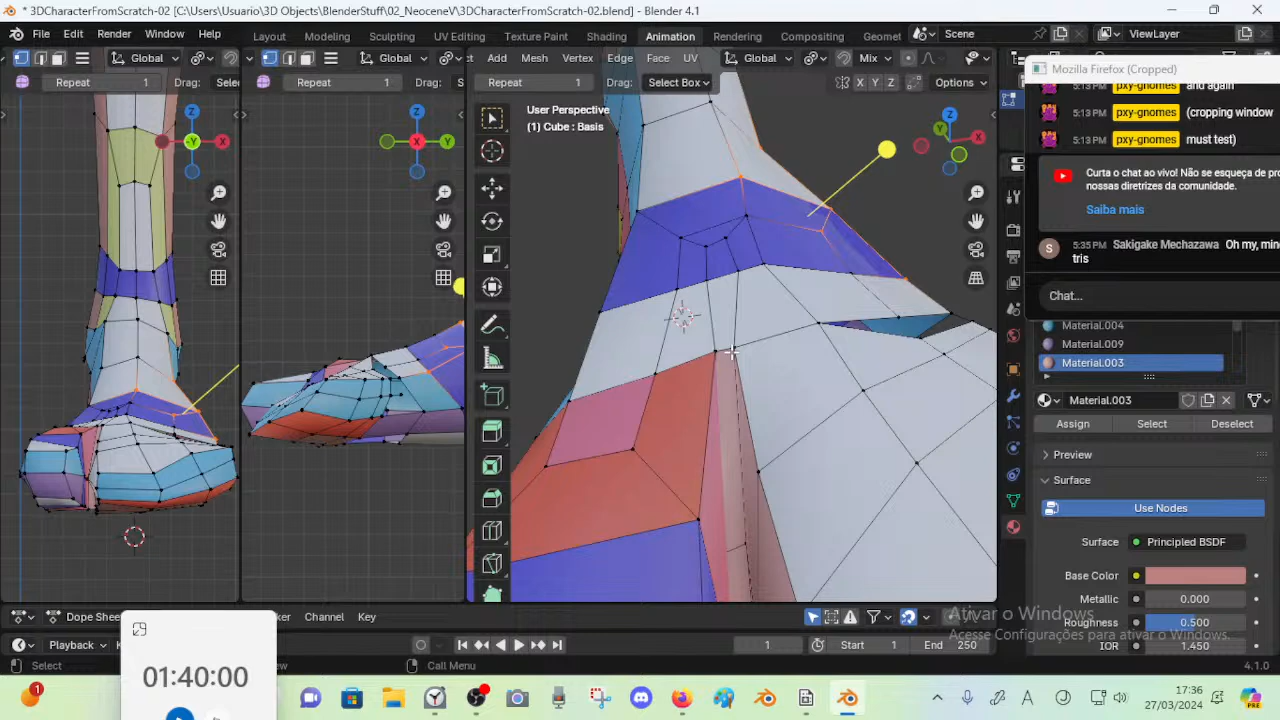 * 3DCharacterFromScratch-02 [C:\Users\Usuario\3D Objects\BlenderStuff\02_NeoceneV\3DCharacterFromScratch-02.blend] - Blender 4.1
File Edit Render Window Help Layout Modeling Sculpting UV Editing Texture Paint Shading Animation Rendering Compositing Geomet Scene ViewLayer
Global Global Add Mesh Vertex Edge Face UV Global Mix
Repeat 1 Drag: Selec Repeat 1 Drag: S Repeat 1 Drag: Select Box X Y Z Options
Mozilla Firefox (Cropped)
5:13 PM pxy-gnomes and again
5:13 PM pxy-gnomes (cropping window
5:13 PM pxy-gnomes must test)
Curta o chat ao vivo! Não se esqueça de pro
nossas diretrizes da comunidade.
Saiba mais
S 5:35 PM Sakigake Mechazawa Oh my, min
tris
Chat...
User Perspective
(1) Cube : Basis
Z -Y X
Z X Y
Z Y X
Material.004
Material.009
Material.003
Material.003
Assign Select Deselect
Preview
Surface
Use Nodes
Surface Principled BSDF
Base Color
Metallic 0.000
Roughness 0.500
IOR 1.450
Ativar o Windows
Acesse Configurações para ativar o Windows.
Dope Shee ker Channel Key
Playback 1 Start 1 End 250
Select ew Call Menu 4.1.0
01:40:00
1
17:36
27/03/2024
PRE